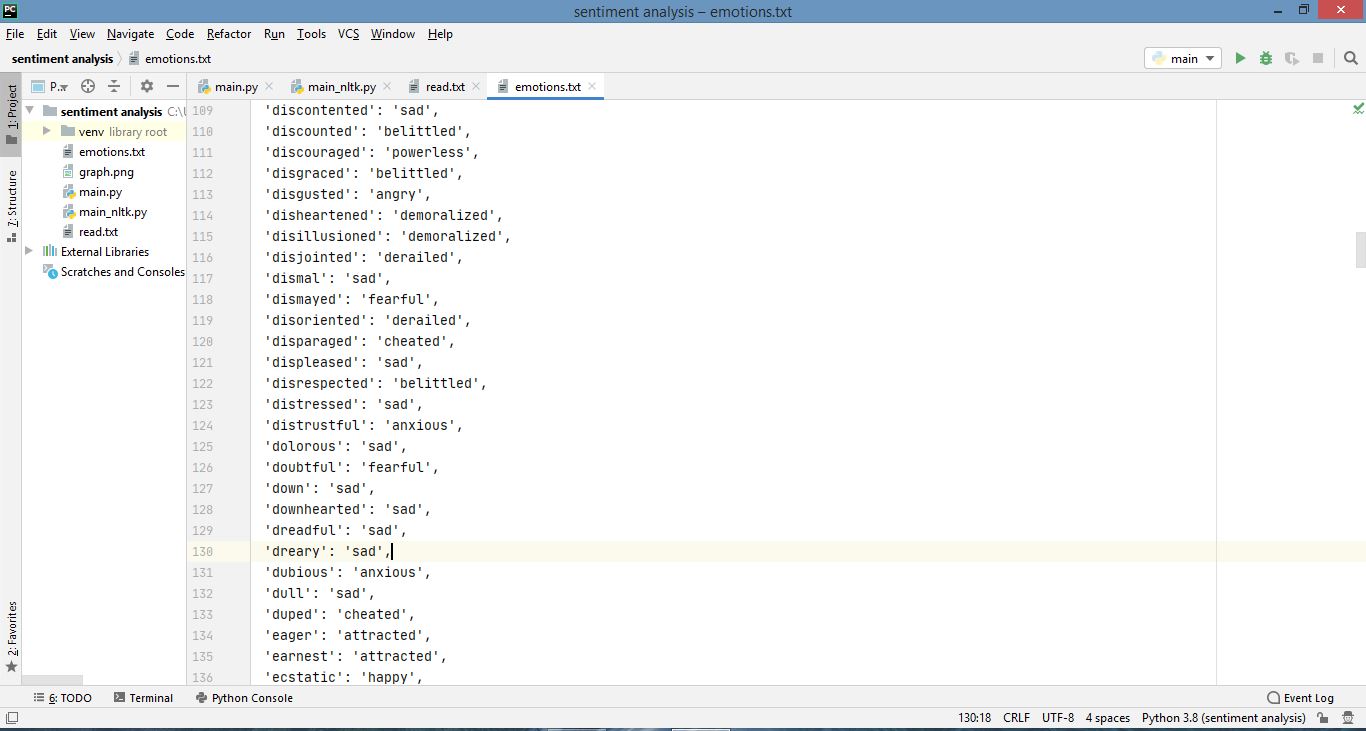 PC
sentiment analysis – emotions.txt
File Edit View Navigate Code Refactor Run Tools VCS Window Help
sentiment analysis emotions.txt
main
1: Project
7: Structure
2: Favorites
P..
main.py main_nltk.py read.txt emotions.txt
sentiment analysis C:\
venv library root
emotions.txt
graph.png
main.py
main_nltk.py
read.txt
External Libraries
Scratches and Consoles
109 'discontented': 'sad',
110 'discounted': 'belittled',
111 'discouraged': 'powerless',
112 'disgraced': 'belittled',
113 'disgusted': 'angry',
114 'disheartened': 'demoralized',
115 'disillusioned': 'demoralized',
116 'disjointed': 'derailed',
117 'dismal': 'sad',
118 'dismayed': 'fearful',
119 'disoriented': 'derailed',
120 'disparaged': 'cheated',
121 'displeased': 'sad',
122 'disrespected': 'belittled',
123 'distressed': 'sad',
124 'distrustful': 'anxious',
125 'dolorous': 'sad',
126 'doubtful': 'fearful',
127 'down': 'sad',
128 'downhearted': 'sad',
129 'dreadful': 'sad',
130 'dreary': 'sad',
131 'dubious': 'anxious',
132 'dull': 'sad',
133 'duped': 'cheated',
134 'eager': 'attracted',
135 'earnest': 'attracted',
136 'ecstatic': 'happy',
6: TODO Terminal Python Console Event Log
130:18 CRLF UTF-8 4 spaces Python 3.8 (sentiment analysis)